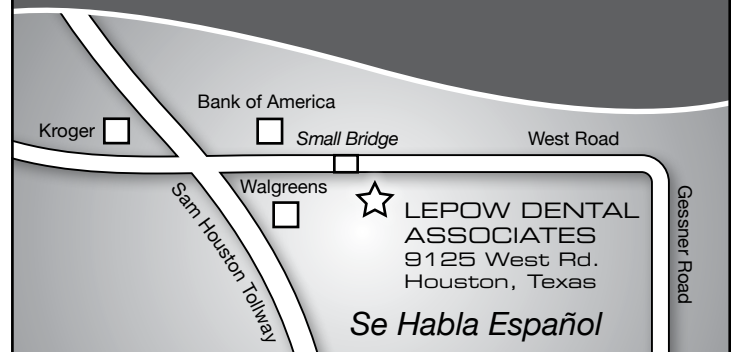 Bank of America
Kroger
Small Bridge
West Road
Walgreens
Sam Houston Tollway
LEPOW DENTAL
ASSOCIATES
9125 West Rd.
Houston, Texas
Gessner Road
Se Habla Español